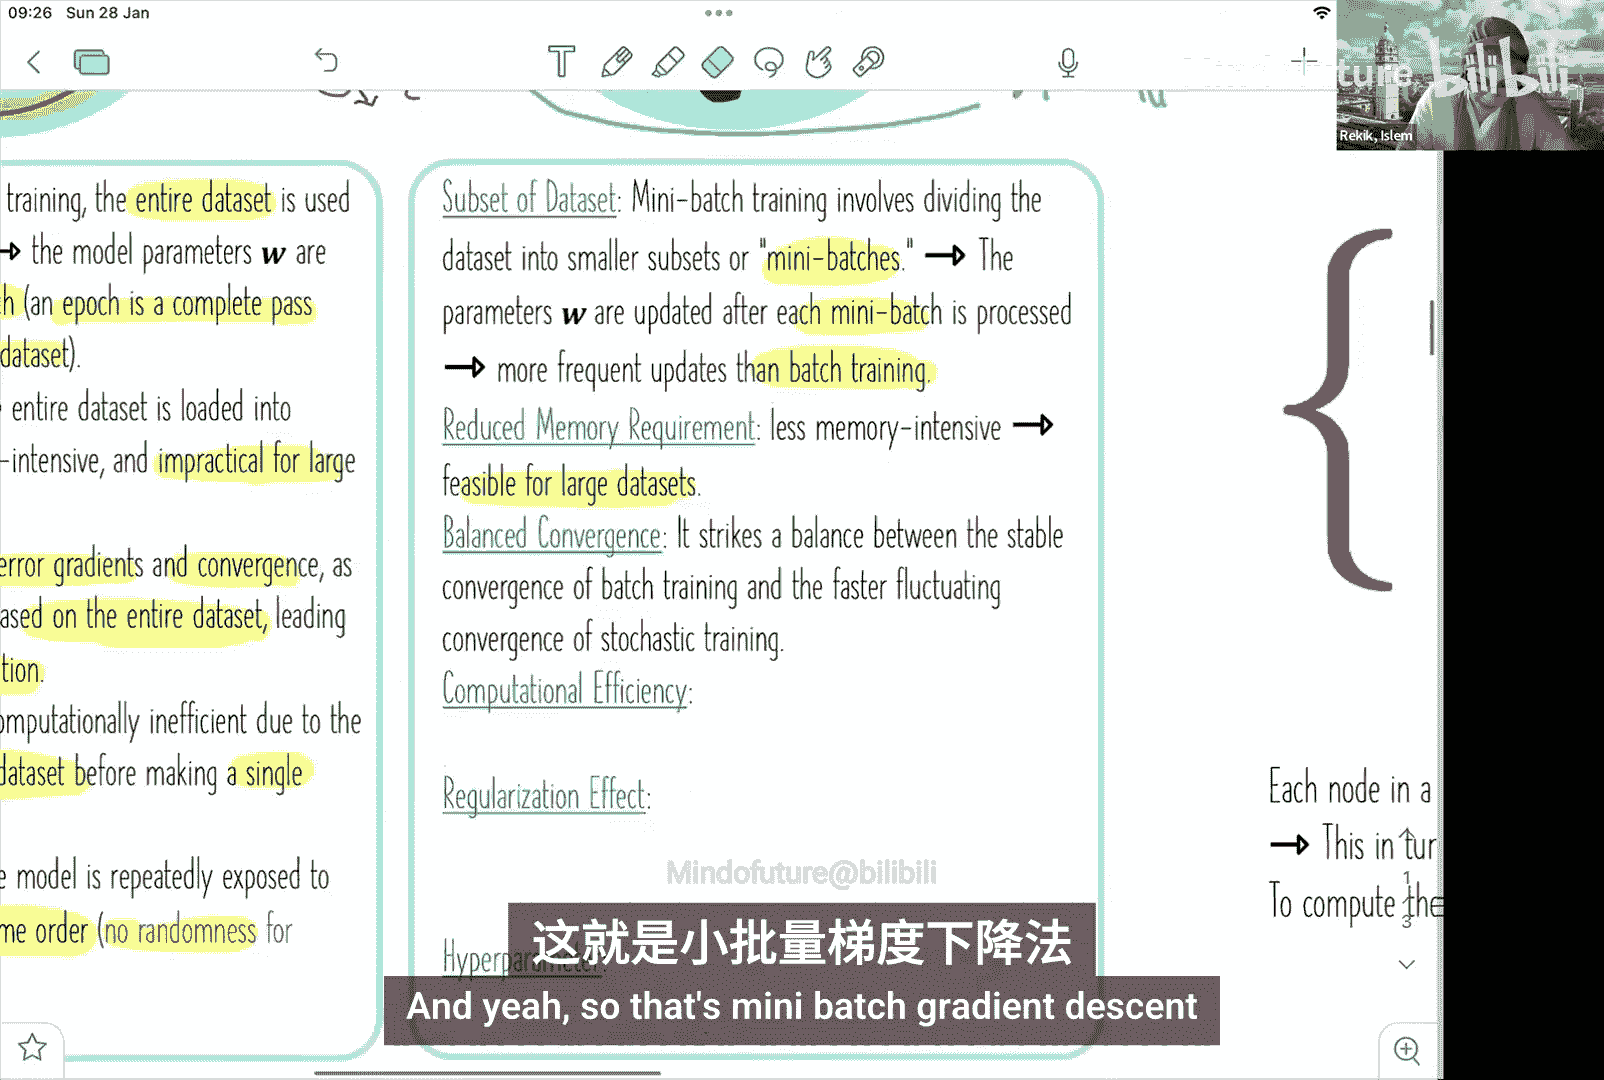 09:26 Sun 28 Jan
ture
bilibili
Rekik, Islem
training, the entire dataset is used
→ the model parameters w are
h (an epoch is a complete pass
dataset).
entire dataset is loaded into
-intensive, and impractical for large
error gradients and convergence, as
ased on the entire dataset, leading
tion.
omputationally inefficient due to the
dataset before making a single
e model is repeatedly exposed to
me order (no randomness for
Subset of Dataset: Mini-batch training involves dividing the
dataset into smaller subsets or "mini-batches." → The
parameters w are updated after each mini-batch is processed
→ more frequent updates than batch training.
Reduced Memory Requirement: less memory-intensive →
feasible for large datasets.
Balanced Convergence: It strikes a balance between the stable
convergence of batch training and the faster fluctuating
convergence of stochastic training.
Computational Efficiency:
Regularization Effect:
Hyperparameter:
Each node in a
→ This in tur
To compute the
1
3
Mindofuture@bilibili
这就是小批量梯度下降法
And yeah, so that's mini batch gradient descent